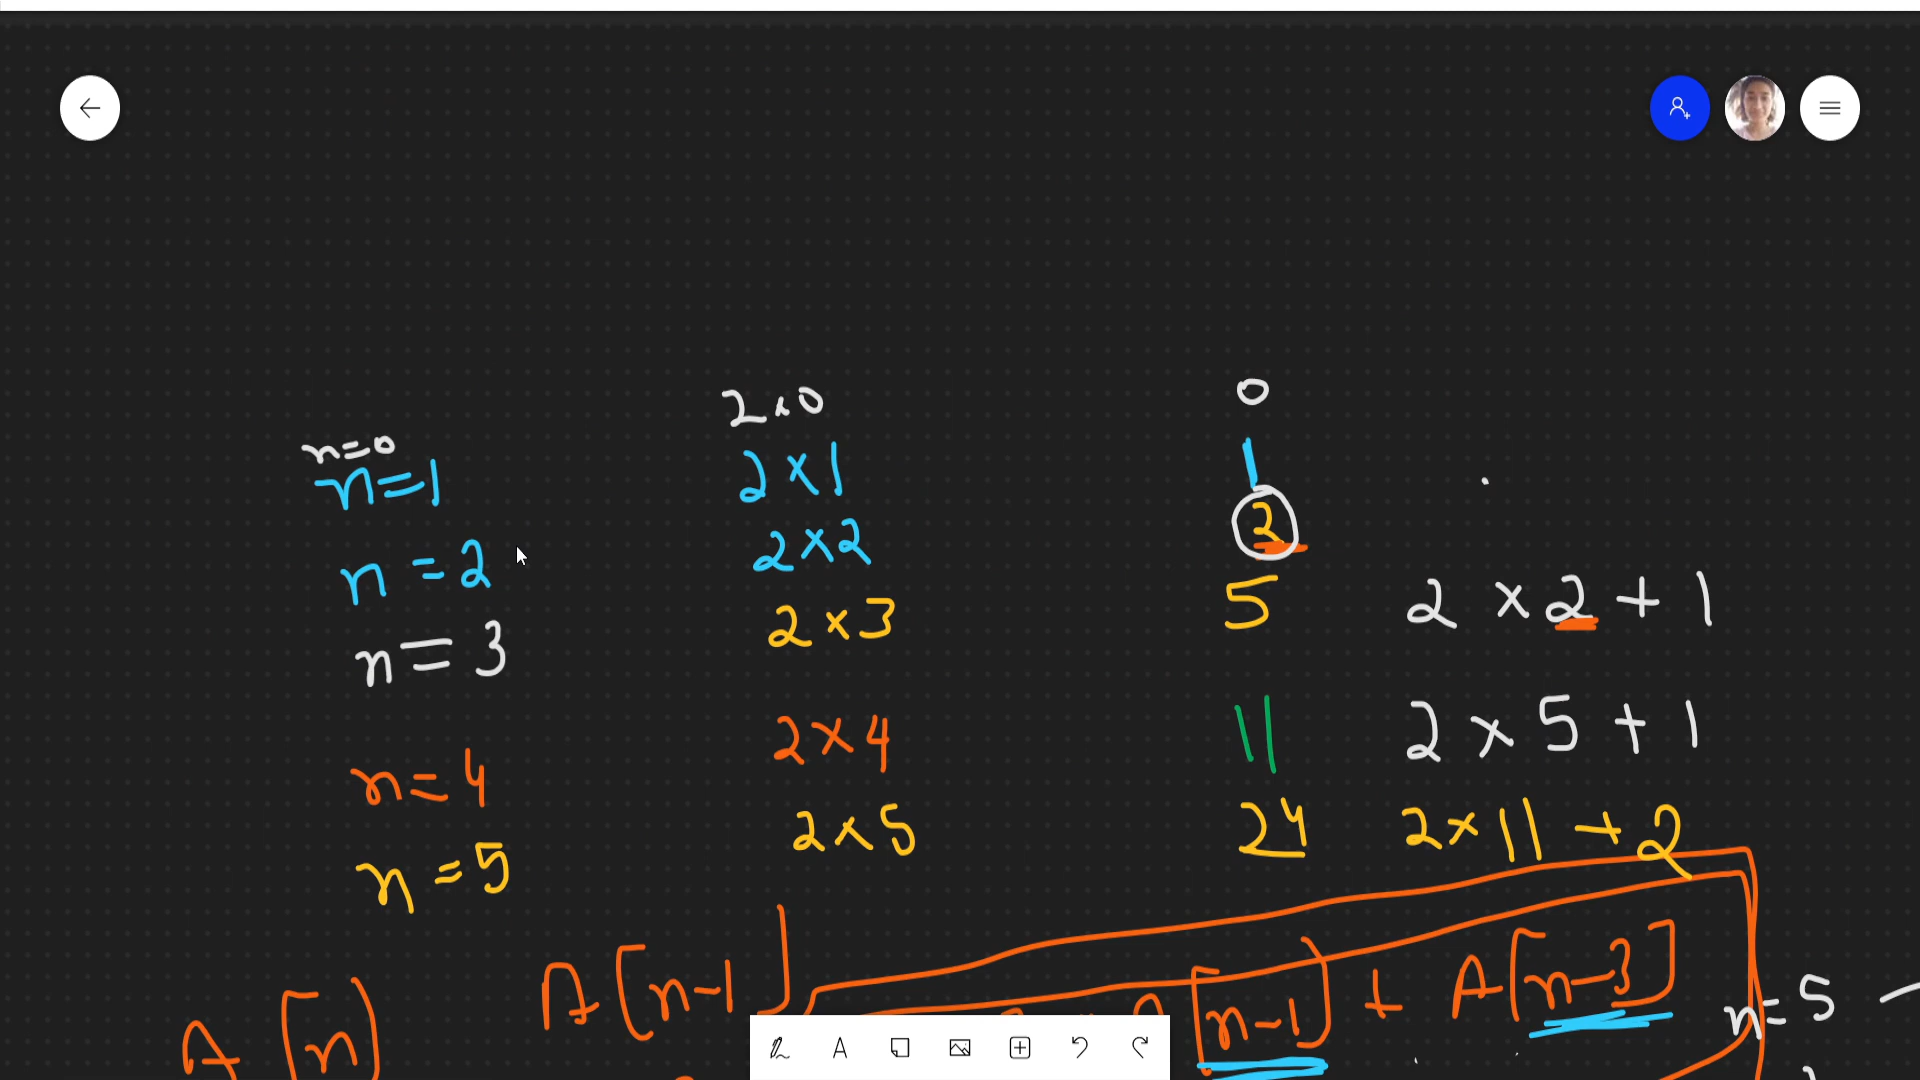 2×0 0
n=0
n=1 2×1 1
n=2 2×2 2
n=3 2×3 5 2×2+1
n=4 2×4 11 2×5+1
n=5 2×5 24 2×11+2
A[n] A[n-1] [n-1] + A[n-3] n=5